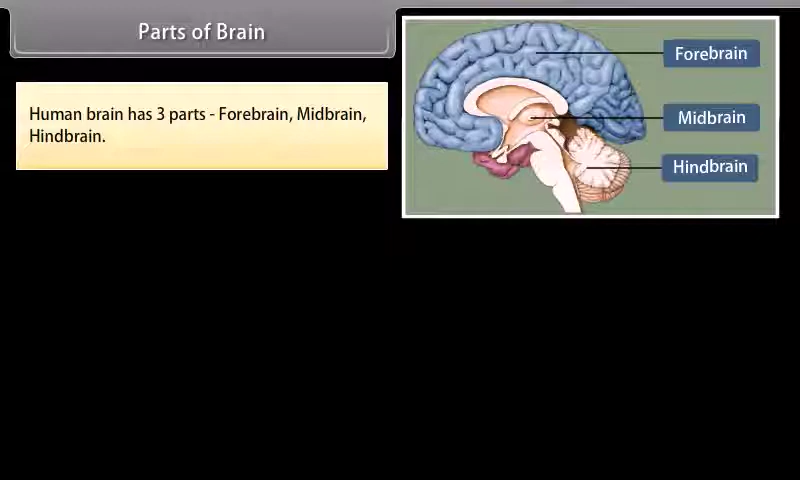 Parts of Brain
Human brain has 3 parts - Forebrain, Midbrain,
Hindbrain.
Forebrain
Midbrain
Hindbrain